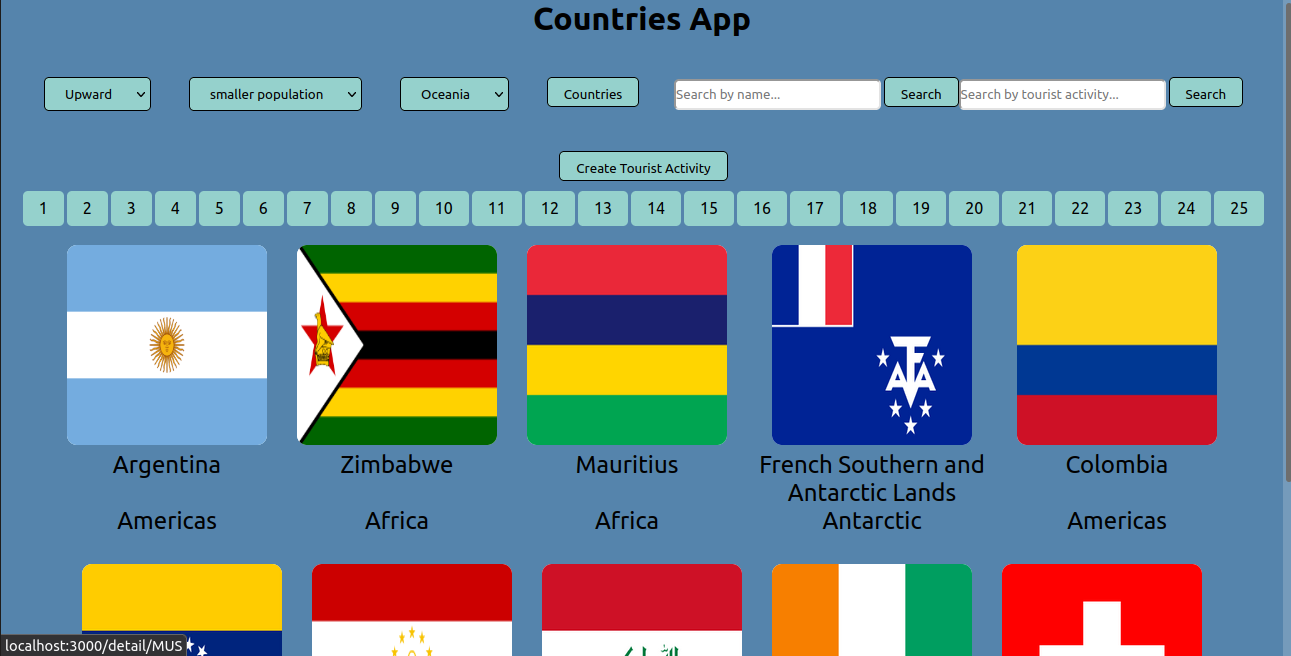 Countries App
Upward smaller population Oceania Countries Search by name... Search Search by tourist activity... Search
Create Tourist Activity
1 2 3 4 5 6 7 8 9 10 11 12 13 14 15 16 17 18 19 20 21 22 23 24 25
Argentina Zimbabwe Mauritius French Southern and Antarctic Lands Colombia
Americas Africa Africa Antarctic Americas
localhost:3000/detail/MUS